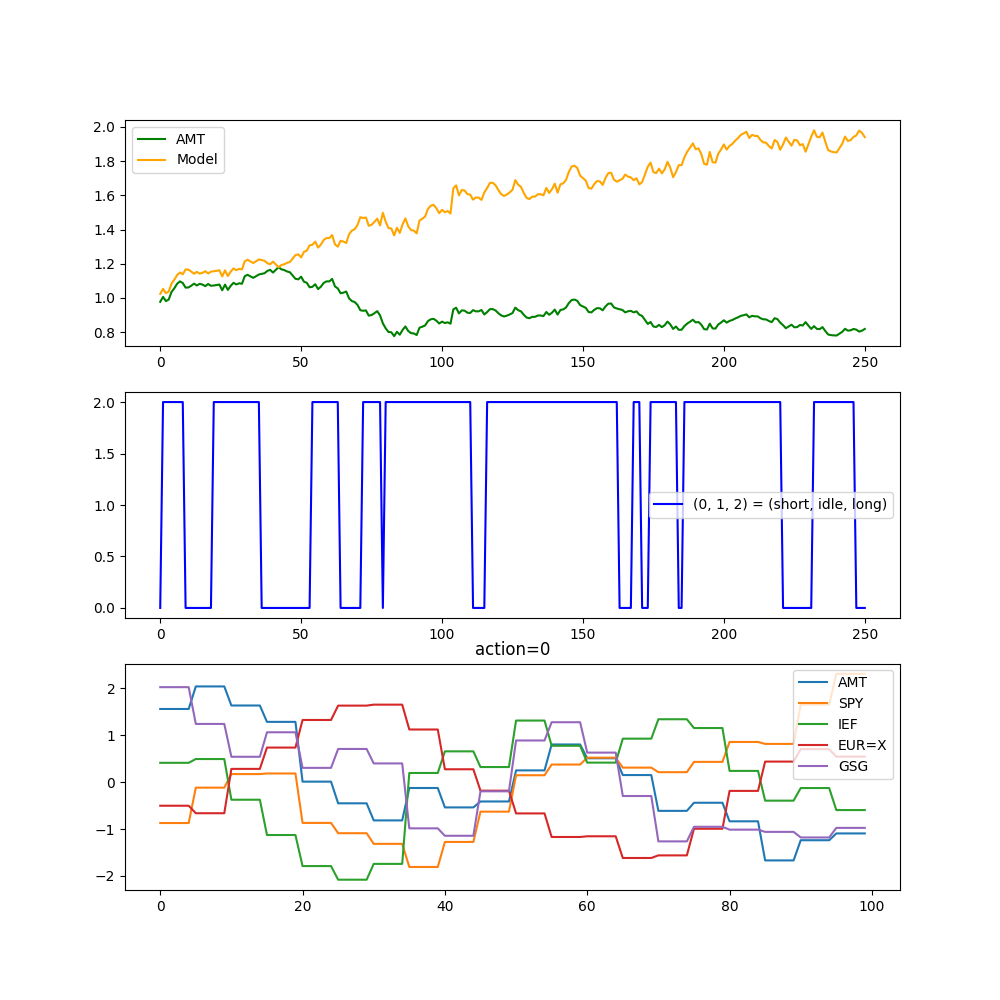 2.0
1.8
1.6
1.4
1.2
1.0
0.8
AMT
Model
0 50 100 150 200 250
2.0
1.5
1.0
0.5
0.0
(0, 1, 2) = (short, idle, long)
0 50 100 150 200 250
action=0
2
1
0
−1
−2
AMT
SPY
IEF
EUR=X
GSG
0 20 40 60 80 100